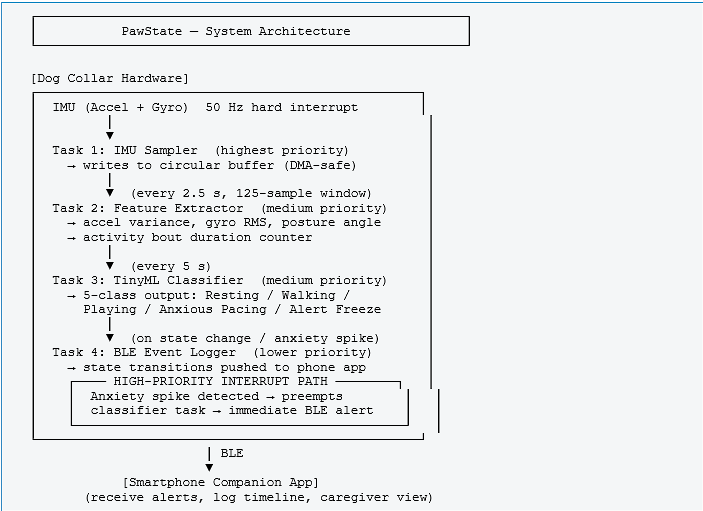 PawState — System Architecture
[Dog Collar Hardware]
IMU (Accel + Gyro)  50 Hz hard interrupt
Task 1: IMU Sampler  (highest priority)
→ writes to circular buffer (DMA-safe)
(every 2.5 s, 125-sample window)
Task 2: Feature Extractor  (medium priority)
→ accel variance, gyro RMS, posture angle
→ activity bout duration counter
(every 5 s)
Task 3: TinyML Classifier  (medium priority)
→ 5-class output: Resting / Walking /
Playing / Anxious Pacing / Alert Freeze
(on state change / anxiety spike)
Task 4: BLE Event Logger  (lower priority)
→ state transitions pushed to phone app
HIGH-PRIORITY INTERRUPT PATH
Anxiety spike detected → preempts
classifier task → immediate BLE alert
BLE
[Smartphone Companion App]
(receive alerts, log timeline, caregiver view)